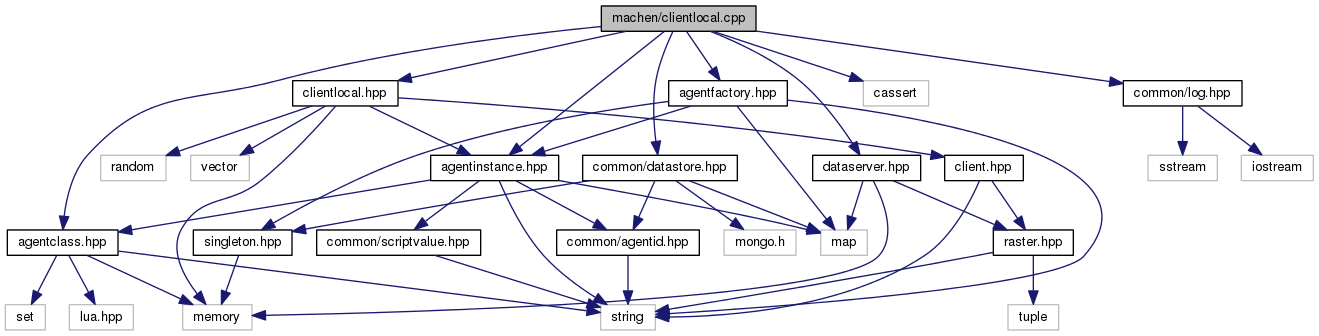 machen/clientlocal.cpp
clientlocal.hpp
agentfactory.hpp
cassert
common/log.hpp
random
vector
agentinstance.hpp
common/datastore.hpp
dataserver.hpp
client.hpp
sstream
iostream
agentclass.hpp
singleton.hpp
common/scriptvalue.hpp
common/agentid.hpp
mongo.h
map
raster.hpp
set
lua.hpp
memory
string
tuple